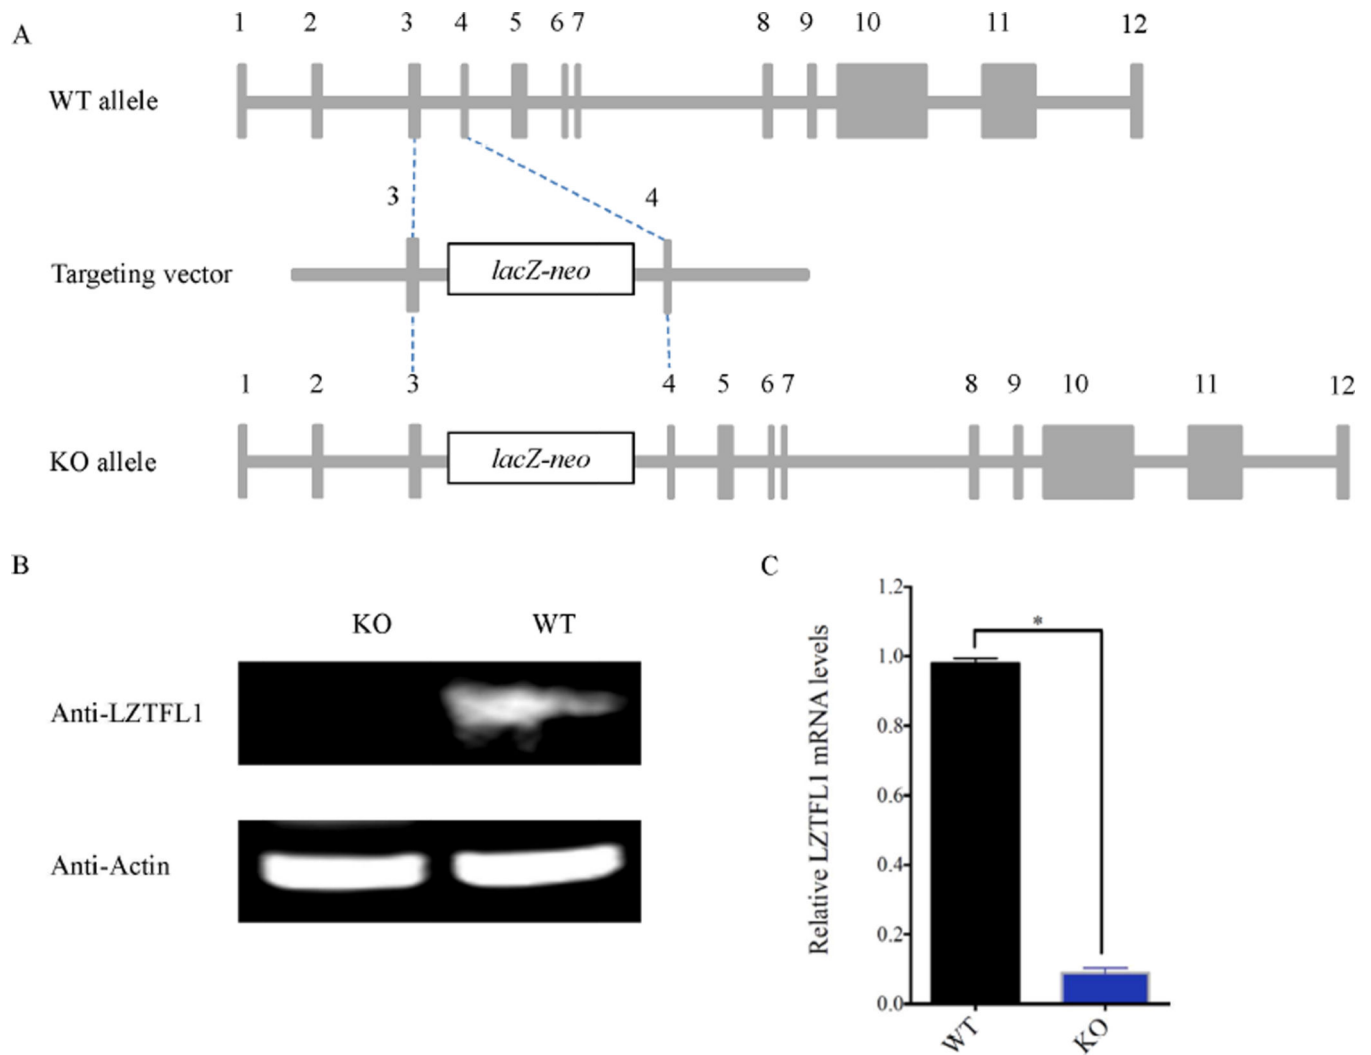 A
1 2 3 4 5 6 7 8 9 10 11 12
WT allele
3 4
Targeting vector
lacZ-neo
1 2 3 4 5 6 7 8 9 10 11 12
KO allele
lacZ-neo
B
KO WT
Anti-LZTFL1
Anti-Actin
C
Relative LZTFL1 mRNA levels
1.2
1.0
0.8
0.6
0.4
0.2
0.0
*
WT KO